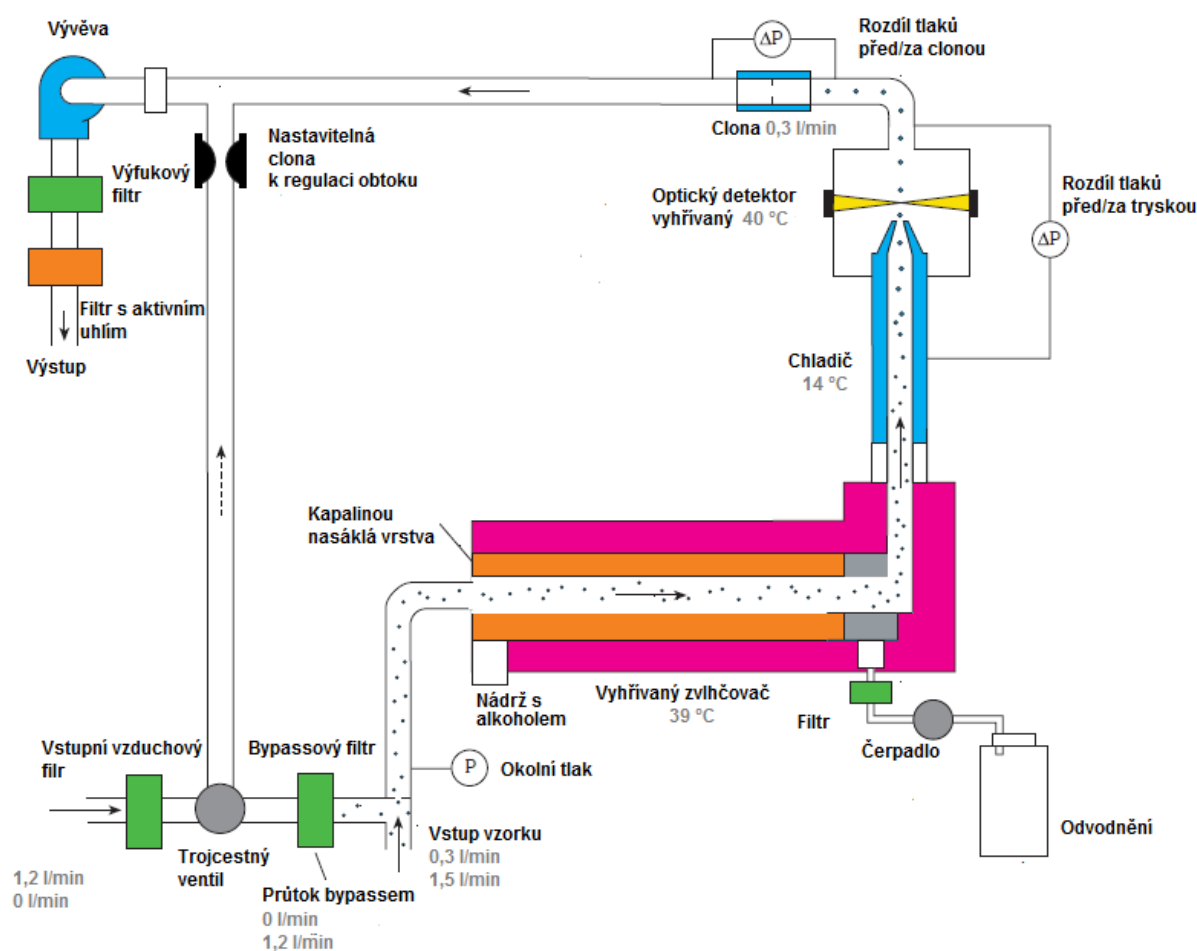 Vývěva
ΔP
Rozdíl tlaků
před/za clonou
Clona 0,3 l/min
Nastavitelná
clona
k regulaci obtoku
Výfukový
filtr
Optický detektor
vyhřívaný 40 °C
Rozdíl tlaků
před/za tryskou
ΔP
Filtr s aktivním
uhlím
Výstup
Chladič
14 °C
Kapalinou
nasáklá vrstva
Nádrž s
alkoholem
Vyhřívaný zvlhčovač
39 °C
Filtr
Čerpadlo
Odvodnění
Vstupní vzduchový
filr
Bypassový filtr
P
Okolní tlak
Trojcestný
ventil
Vstup vzorku
0,3 l/min
1,5 l/min
1,2 l/min
0 l/min
Průtok bypassem
0 l/min
1,2 l/min